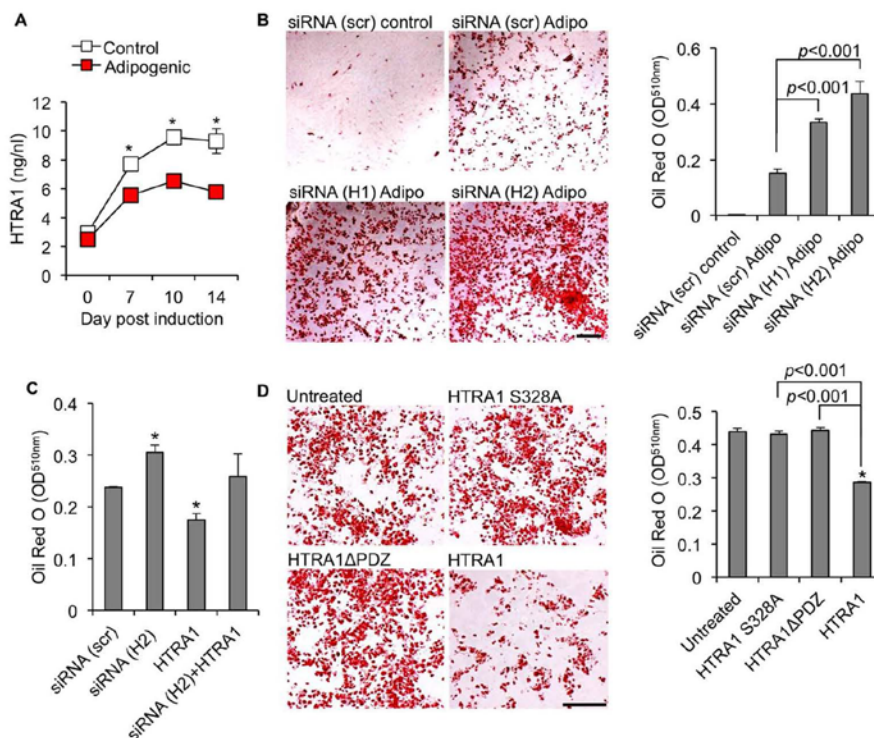 A
Control
Adipogenic
HTRA1 (ng/nl)
12
10
8
6
4
2
0
*
*
*
0 7 10 14
Day post induction
B
siRNA (scr) control
siRNA (scr) Adipo
siRNA (H1) Adipo
siRNA (H2) Adipo
Oil Red O (OD510nm)
0.6
0.4
0.2
0
p<0.001
p<0.001
siRNA (scr) control
siRNA (scr) Adipo
siRNA (H1) Adipo
siRNA (H2) Adipo
C
Oil Red O (OD510nm)
0.4
0.3
0.2
0.1
0
*
*
siRNA (scr)
siRNA (H2)
HTRA1
siRNA (H2)+HTRA1
D
Untreated
HTRA1 S328A
HTRA1ΔPDZ
HTRA1
Oil Red O (OD510nm)
0.5
0.4
0.3
0.2
0.1
0
p<0.001
p<0.001
*
Untreated
HTRA1 S328A
HTRA1ΔPDZ
HTRA1